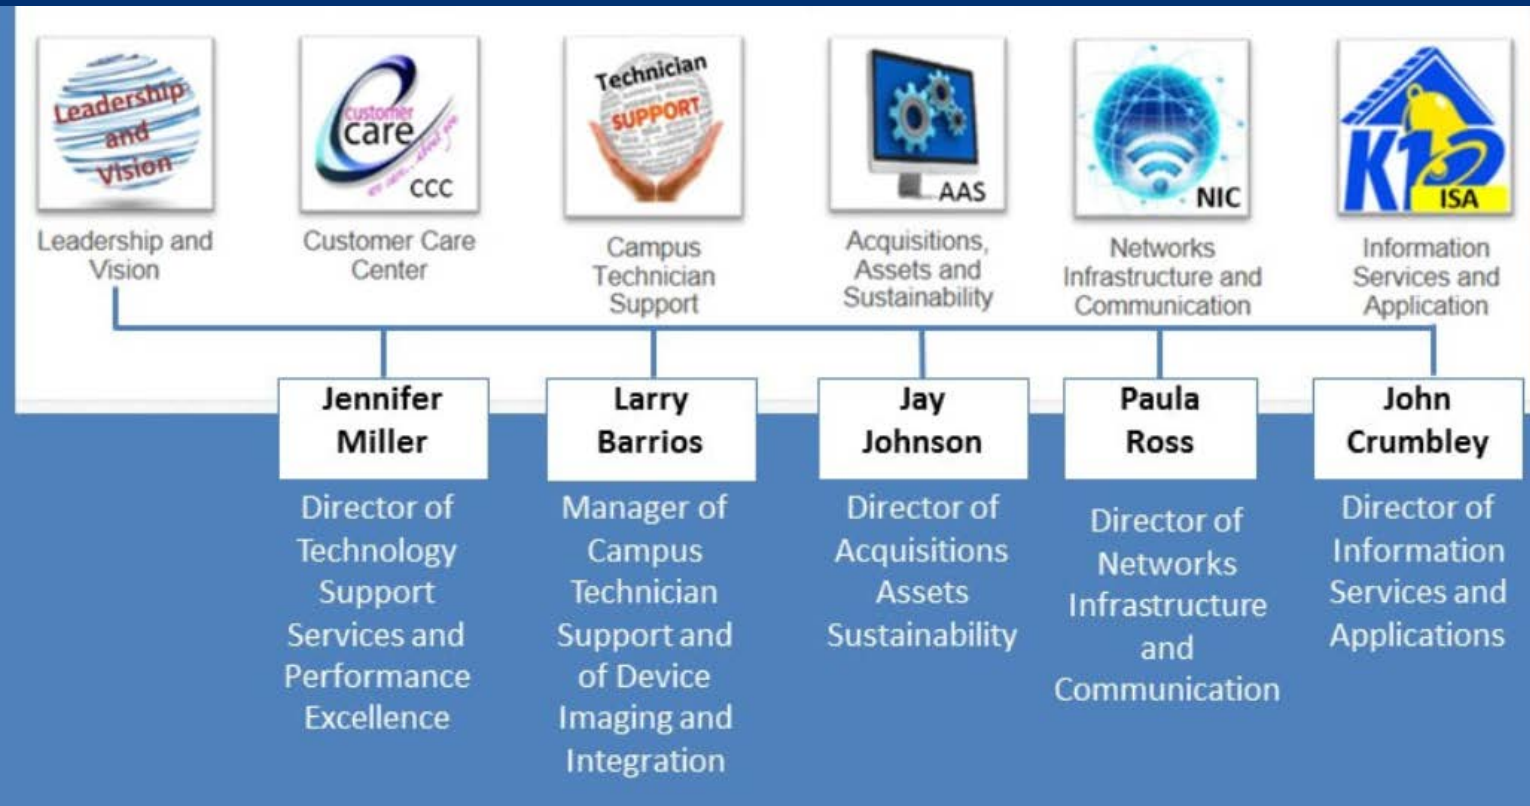 Leadership
and
Vision
Leadership and
Vision
customer
care
we care... about you
CCC
Customer Care
Center
Technician
SUPPORT
Campus
Technician
Support
AAS
Acquisitions,
Assets and
Sustainability
NIC
Networks
Infrastructure and
Communication
K12
ISA
Information
Services and
Application
Jennifer
Miller
Director of
Technology
Support
Services and
Performance
Excellence
Larry
Barrios
Manager of
Campus
Technician
Support and
of Device
Imaging and
Integration
Jay
Johnson
Director of
Acquisitions
Assets
Sustainability
Paula
Ross
Director of
Networks
Infrastructure
and
Communication
John
Crumbley
Director of
Information
Services and
Applications